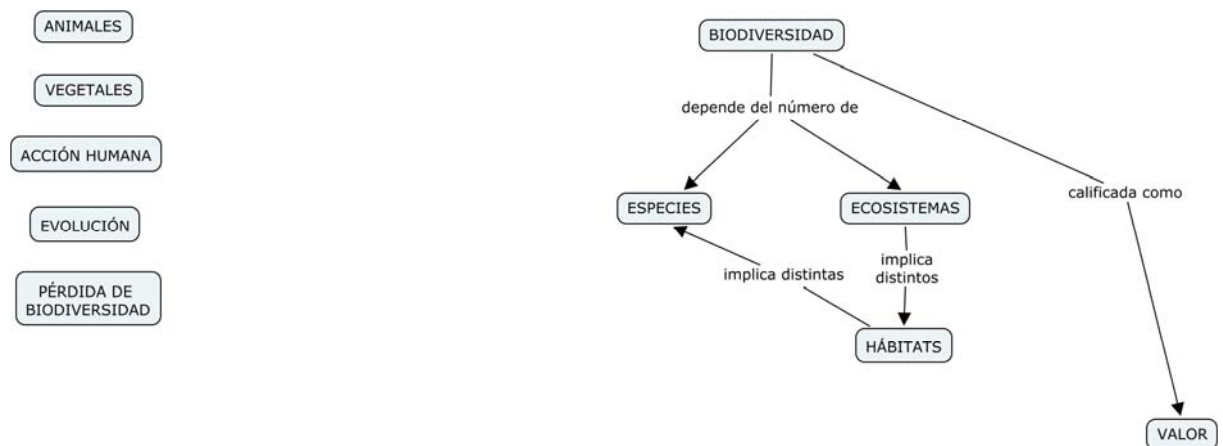 ANIMALES
VEGETALES
ACCIÓN HUMANA
EVOLUCIÓN
PÉRDIDA DE
BIODIVERSIDAD
BIODIVERSIDAD
depende del número de
calificada como
ESPECIES
ECOSISTEMAS
implica distintas
implica
distintos
HÁBITATS
VALOR